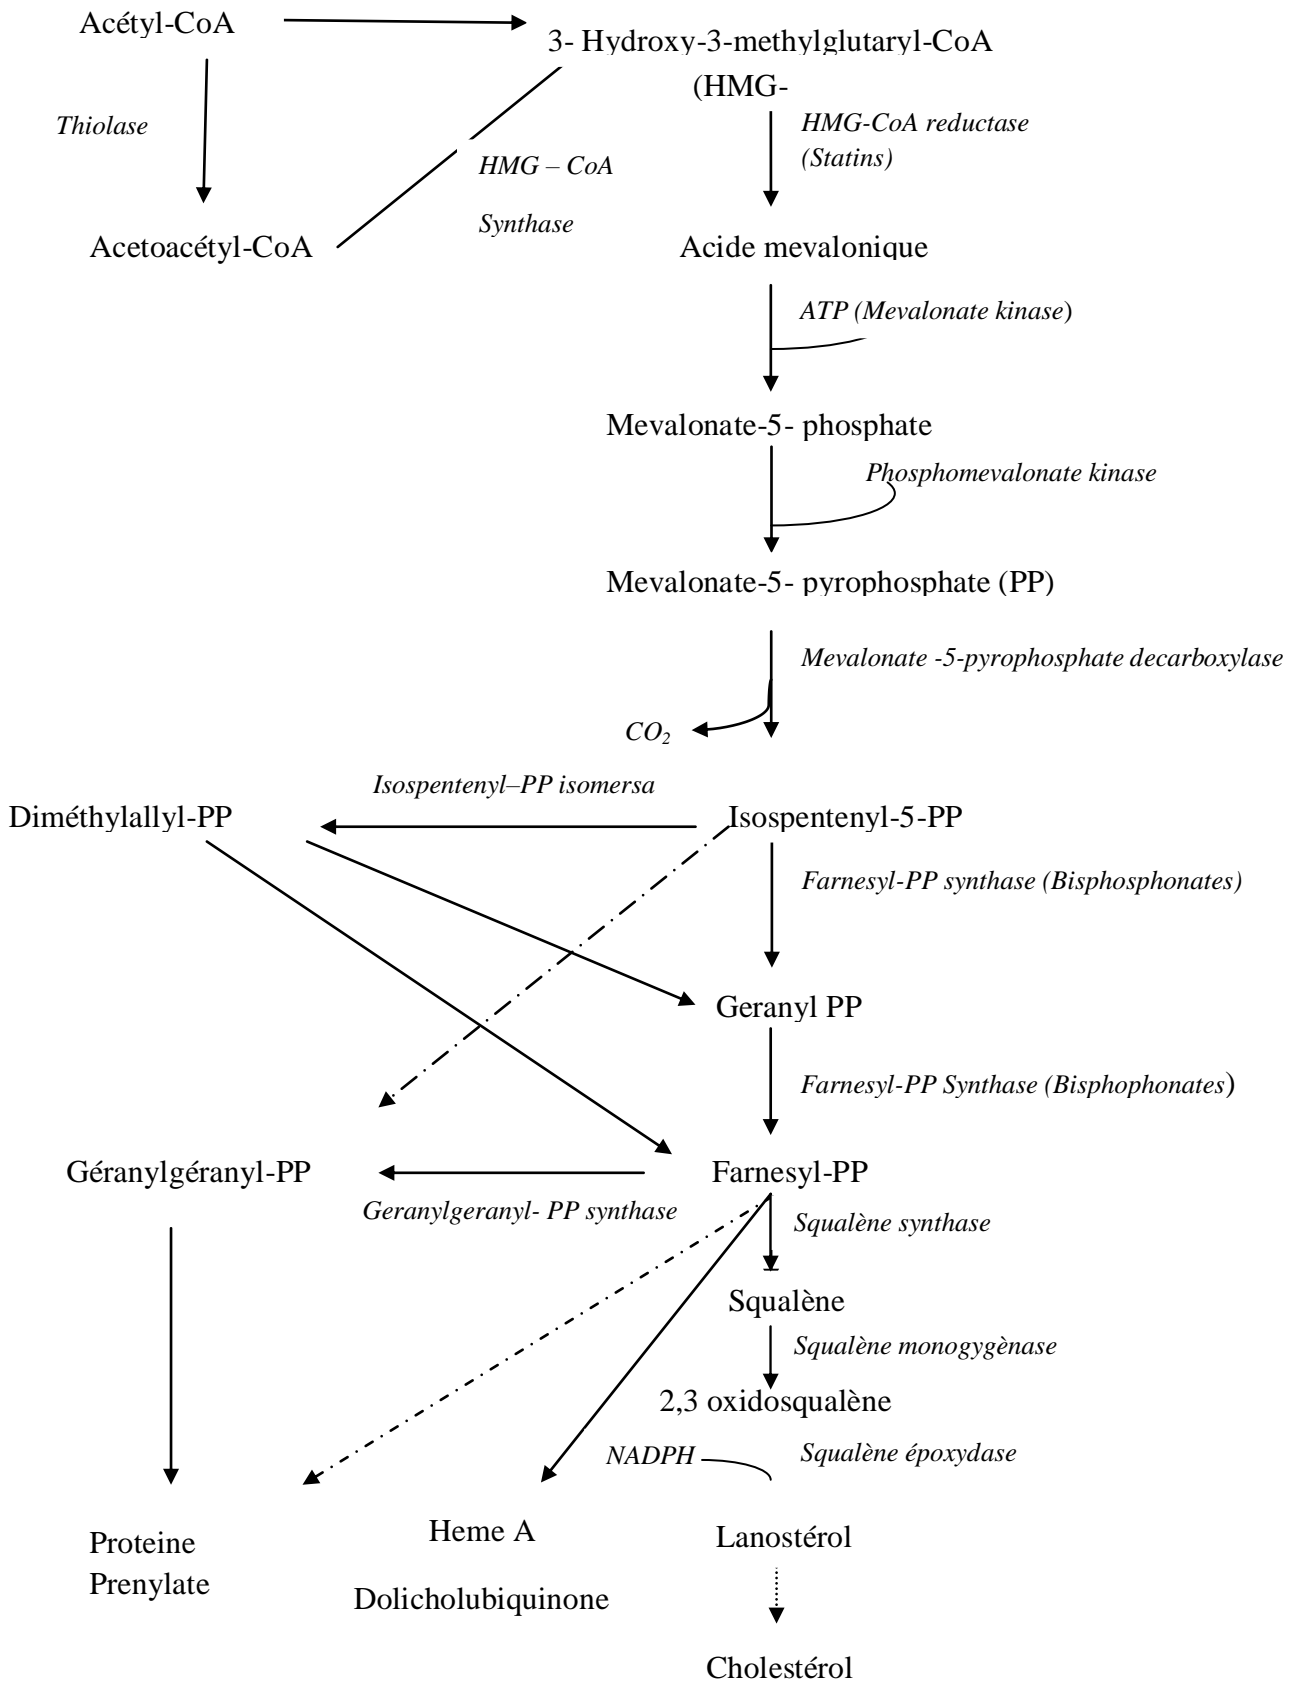 Acétyl-CoA
3- Hydroxy-3-methylglutaryl-CoA
(HMG-
Thiolase
HMG-CoA reductase
(Statins)
HMG – CoA
Synthase
Acetoacétyl-CoA
Acide mevalonique
ATP (Mevalonate kinase)
Mevalonate-5- phosphate
Phosphomevalonate kinase
Mevalonate-5- pyrophosphate (PP)
Mevalonate -5-pyrophosphate decarboxylase
CO2
Isospentenyl–PP isomersa
Diméthylallyl-PP
Isospentenyl-5-PP
Farnesyl-PP synthase (Bisphosphonates)
Geranyl PP
Farnesyl-PP Synthase (Bisphophonates)
Géranylgéranyl-PP
Farnesyl-PP
Geranylgeranyl- PP synthase
Squalène synthase
Squalène
Squalène monogygènase
2,3 oxidosqualène
NADPH
Squalène époxydase
Proteine
Prenylate
Heme A
Dolicholubiquinone
Lanostérol
Cholestérol